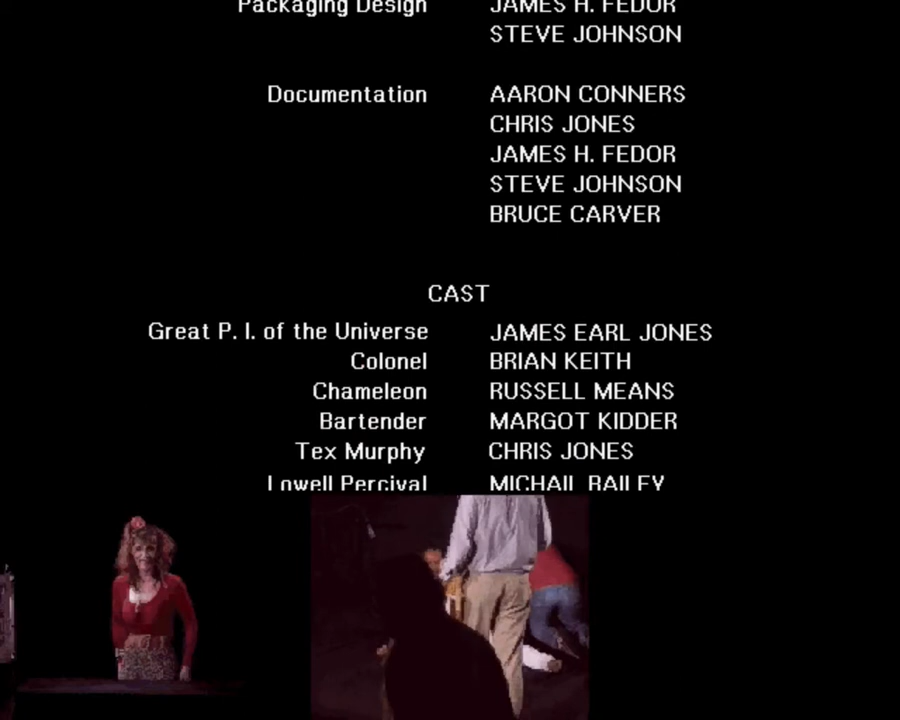 Packaging Design JAMES H. FEDOR
STEVE JOHNSON
Documentation AARON CONNERS
CHRIS JONES
JAMES H. FEDOR
STEVE JOHNSON
BRUCE CARVER
CAST
Great P. I. of the Universe JAMES EARL JONES
Colonel BRIAN KEITH
Chameleon RUSSELL MEANS
Bartender MARGOT KIDDER
Tex Murphy CHRIS JONES
Lowell Percival MICHAIL BAILEY